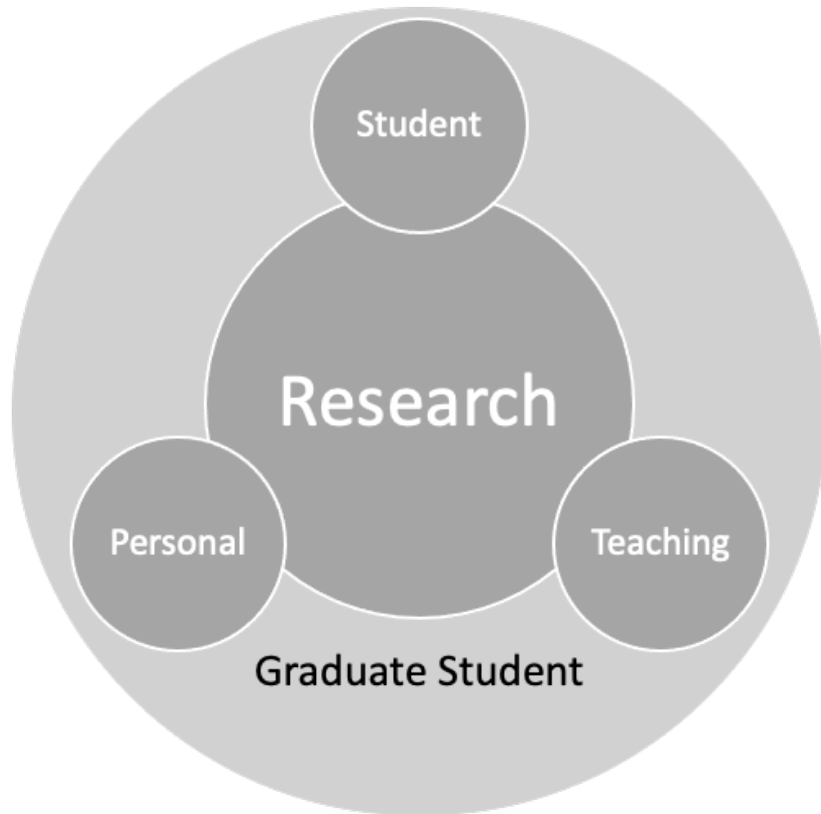 Student
Research
Personal
Teaching
Graduate Student